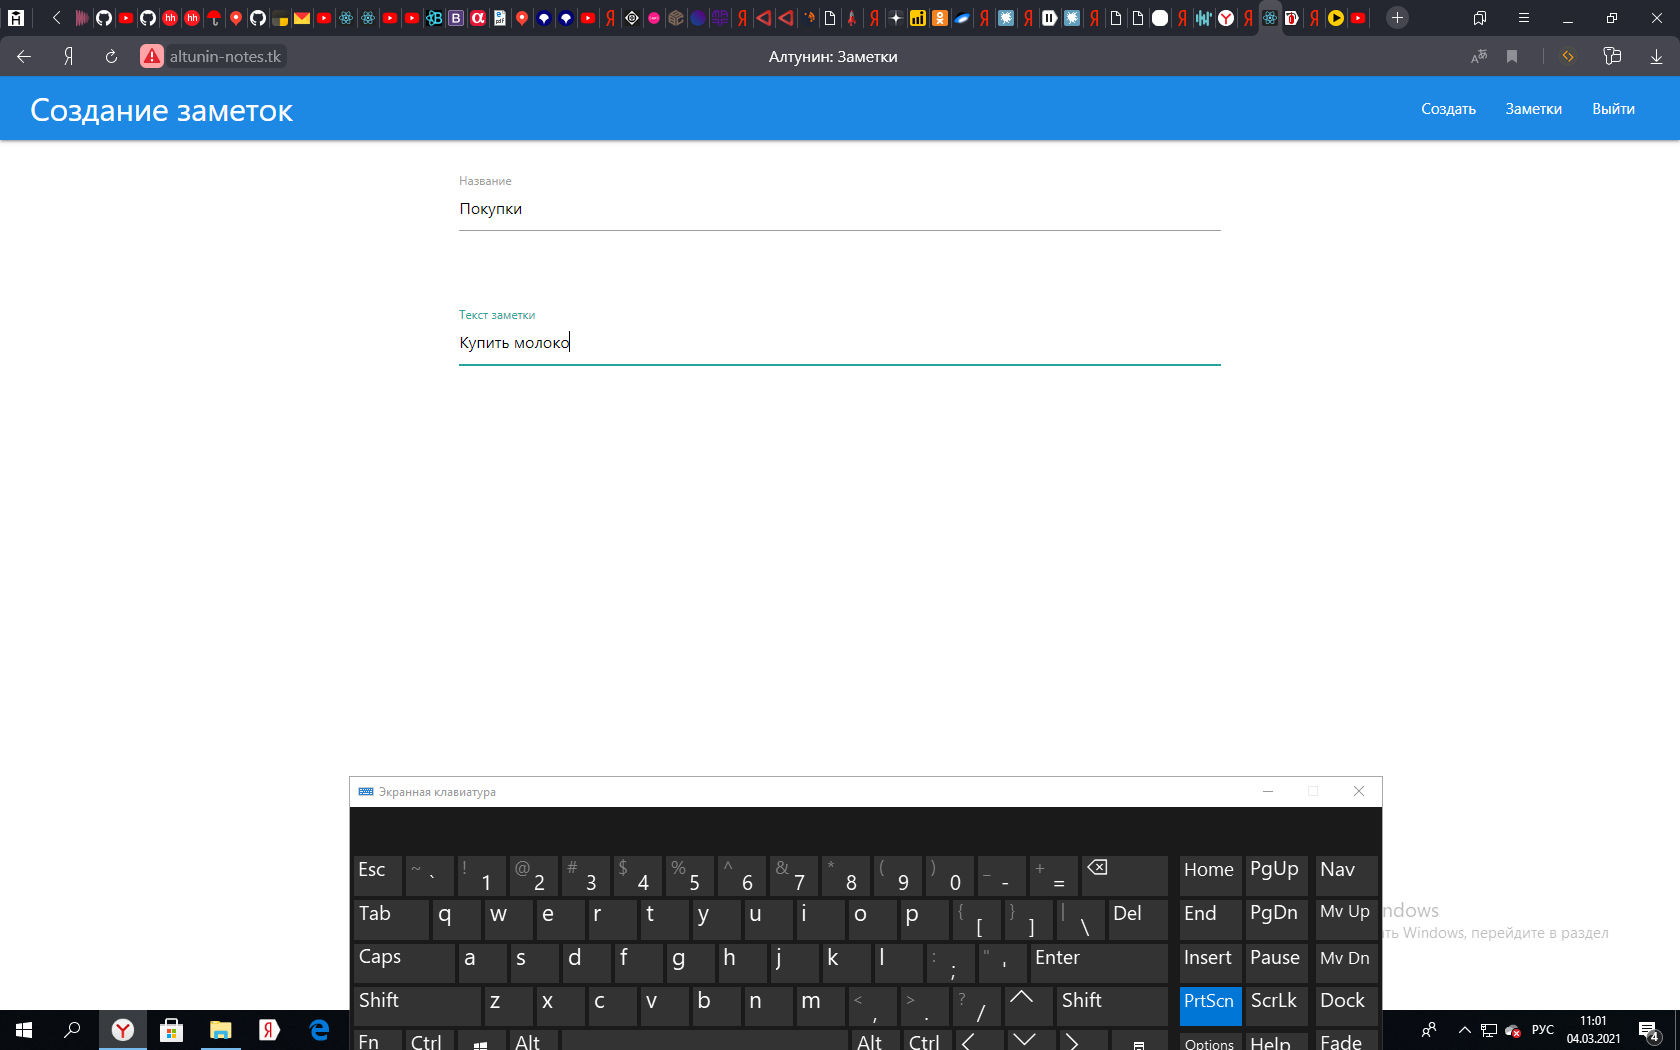 altunin-notes.tk
Алтунин: Заметки
Создание заметок
Создать Заметки Выйти
Название
Покупки
Текст заметки
Купить молоко
Экранная клавиатура
Esc ~ ` ! 1 @ 2 # 3 $ 4 % 5 ^ 6 & 7 * 8 ( 9 ) 0 _ - + = Home PgUp Nav
Tab q w e r t y u i o p { [ } ] | \ Del End PgDn Mv Up
ndows
Caps a s d f g h j k l : ; " ' Enter Insert Pause Mv Dn
ть Windows, перейдите в раздел
Shift z x c v b n m < , > . ? / Shift PrtScn ScrLk Dock
Fn Ctrl Alt Alt Ctrl Options Help Fade
РУС
11:01
04.03.2021
4